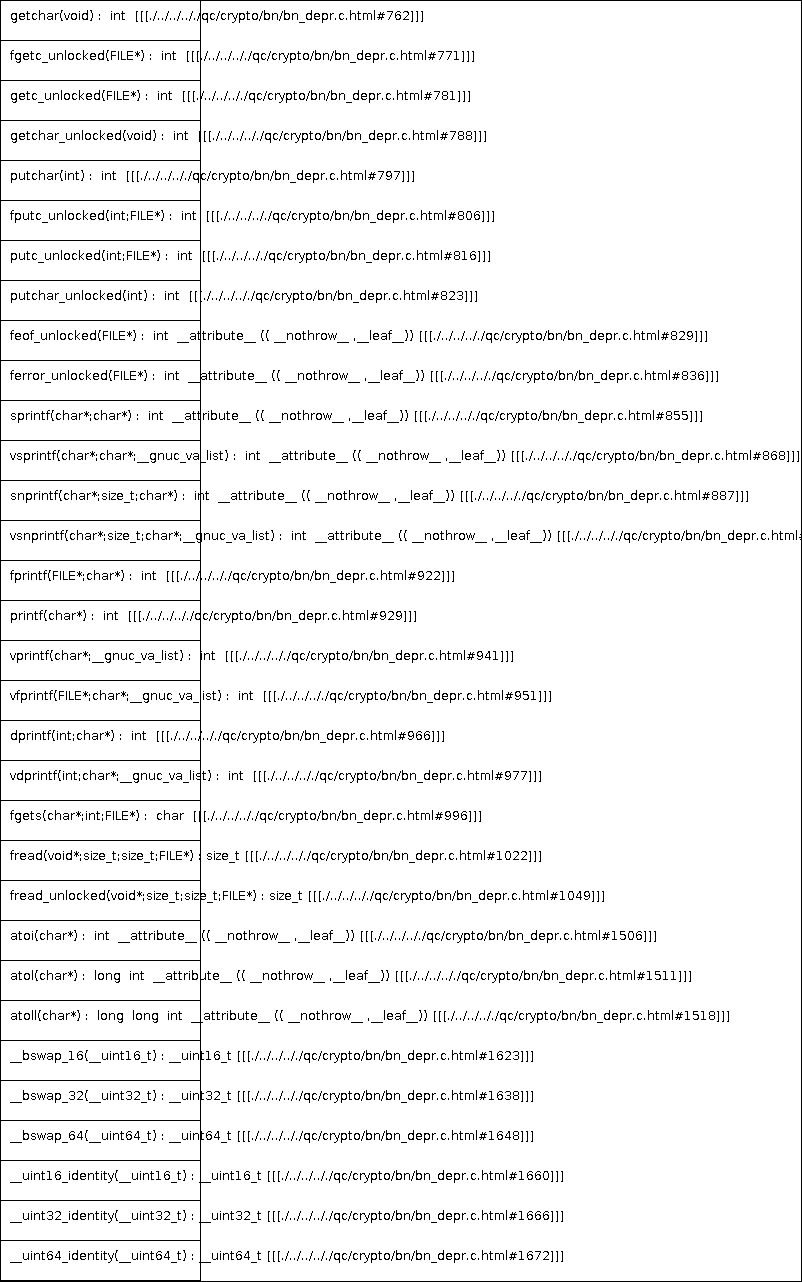 getchar(void) : int [[[./../../../qc/crypto/bn/bn_depr.c.html#762]]]
fgetc_unlocked(FILE*) : int [[[./../../../qc/crypto/bn/bn_depr.c.html#771]]]
getc_unlocked(FILE*) : int [[[./../../../qc/crypto/bn/bn_depr.c.html#781]]]
getchar_unlocked(void) : int [[[./../../../qc/crypto/bn/bn_depr.c.html#788]]]
putchar(int) : int [[[./../../../qc/crypto/bn/bn_depr.c.html#797]]]
fputc_unlocked(int;FILE*) : int [[[./../../../qc/crypto/bn/bn_depr.c.html#806]]]
putc_unlocked(int;FILE*) : int [[[./../../../qc/crypto/bn/bn_depr.c.html#816]]]
putchar_unlocked(int) : int [[[./../../../qc/crypto/bn/bn_depr.c.html#823]]]
feof_unlocked(FILE*) : int __attribute__ (( __nothrow__ ,__leaf__)) [[[./../../../qc/crypto/bn/bn_depr.c.html#829]]]
ferror_unlocked(FILE*) : int __attribute__ (( __nothrow__ ,__leaf__)) [[[./../../../qc/crypto/bn/bn_depr.c.html#836]]]
sprintf(char*;char*) : int __attribute__ (( __nothrow__ ,__leaf__)) [[[./../../../qc/crypto/bn/bn_depr.c.html#855]]]
vsprintf(char*;char*;__gnuc_va_list) : int __attribute__ (( __nothrow__ ,__leaf__)) [[[./../../../qc/crypto/bn/bn_depr.c.html#868]]]
snprintf(char*;size_t;char*) : int __attribute__ (( __nothrow__ ,__leaf__)) [[[./../../../qc/crypto/bn/bn_depr.c.html#887]]]
vsnprintf(char*;size_t;char*;__gnuc_va_list) : int __attribute__ (( __nothrow__ ,__leaf__)) [[[./../../../qc/crypto/bn/bn_depr.c.html#
fprintf(FILE*;char*) : int [[[./../../../qc/crypto/bn/bn_depr.c.html#922]]]
printf(char*) : int [[[./../../../qc/crypto/bn/bn_depr.c.html#929]]]
vprintf(char*;__gnuc_va_list) : int [[[./../../../qc/crypto/bn/bn_depr.c.html#941]]]
vfprintf(FILE*;char*;__gnuc_va_list) : int [[[./../../../qc/crypto/bn/bn_depr.c.html#951]]]
dprintf(int;char*) : int [[[./../../../qc/crypto/bn/bn_depr.c.html#966]]]
vdprintf(int;char*;__gnuc_va_list) : int [[[./../../../qc/crypto/bn/bn_depr.c.html#977]]]
fgets(char*;int;FILE*) : char [[[./../../../qc/crypto/bn/bn_depr.c.html#996]]]
fread(void*;size_t;size_t;FILE*) : size_t [[[./../../../qc/crypto/bn/bn_depr.c.html#1022]]]
fread_unlocked(void*;size_t;size_t;FILE*) : size_t [[[./../../../qc/crypto/bn/bn_depr.c.html#1049]]]
atoi(char*) : int __attribute__ (( __nothrow__ ,__leaf__)) [[[./../../../qc/crypto/bn/bn_depr.c.html#1506]]]
atol(char*) : long int __attribute__ (( __nothrow__ ,__leaf__)) [[[./../../../qc/crypto/bn/bn_depr.c.html#1511]]]
atoll(char*) : long long int __attribute__ (( __nothrow__ ,__leaf__)) [[[./../../../qc/crypto/bn/bn_depr.c.html#1518]]]
__bswap_16(__uint16_t) : __uint16_t [[[./../../../qc/crypto/bn/bn_depr.c.html#1623]]]
__bswap_32(__uint32_t) : __uint32_t [[[./../../../qc/crypto/bn/bn_depr.c.html#1638]]]
__bswap_64(__uint64_t) : __uint64_t [[[./../../../qc/crypto/bn/bn_depr.c.html#1648]]]
__uint16_identity(__uint16_t) : __uint16_t [[[./../../../qc/crypto/bn/bn_depr.c.html#1660]]]
__uint32_identity(__uint32_t) : __uint32_t [[[./../../../qc/crypto/bn/bn_depr.c.html#1666]]]
__uint64_identity(__uint64_t) : __uint64_t [[[./../../../qc/crypto/bn/bn_depr.c.html#1672]]]